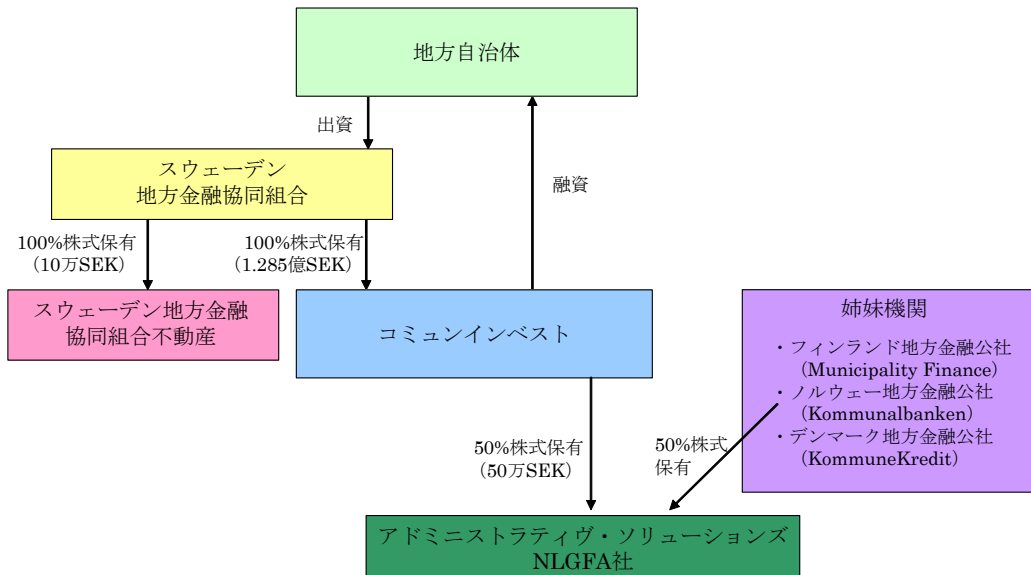 地方自治体
出資
スウェーデン
地方金融協同組合
融資
100%株式保有
（10万SEK）
100%株式保有
（1.285億SEK）
スウェーデン地方金融
協同組合不動産
コミュンインベスト
姉妹機関
・フィンランド地方金融公社
（Municipality Finance）
・ノルウェー地方金融公社
（Kommunalbanken）
・デンマーク地方金融公社
（KommuneKredit）
50%株式保有
（50万SEK）
50%株式
保有
アドミニストラティヴ・ソリューションズ
NLGFA社